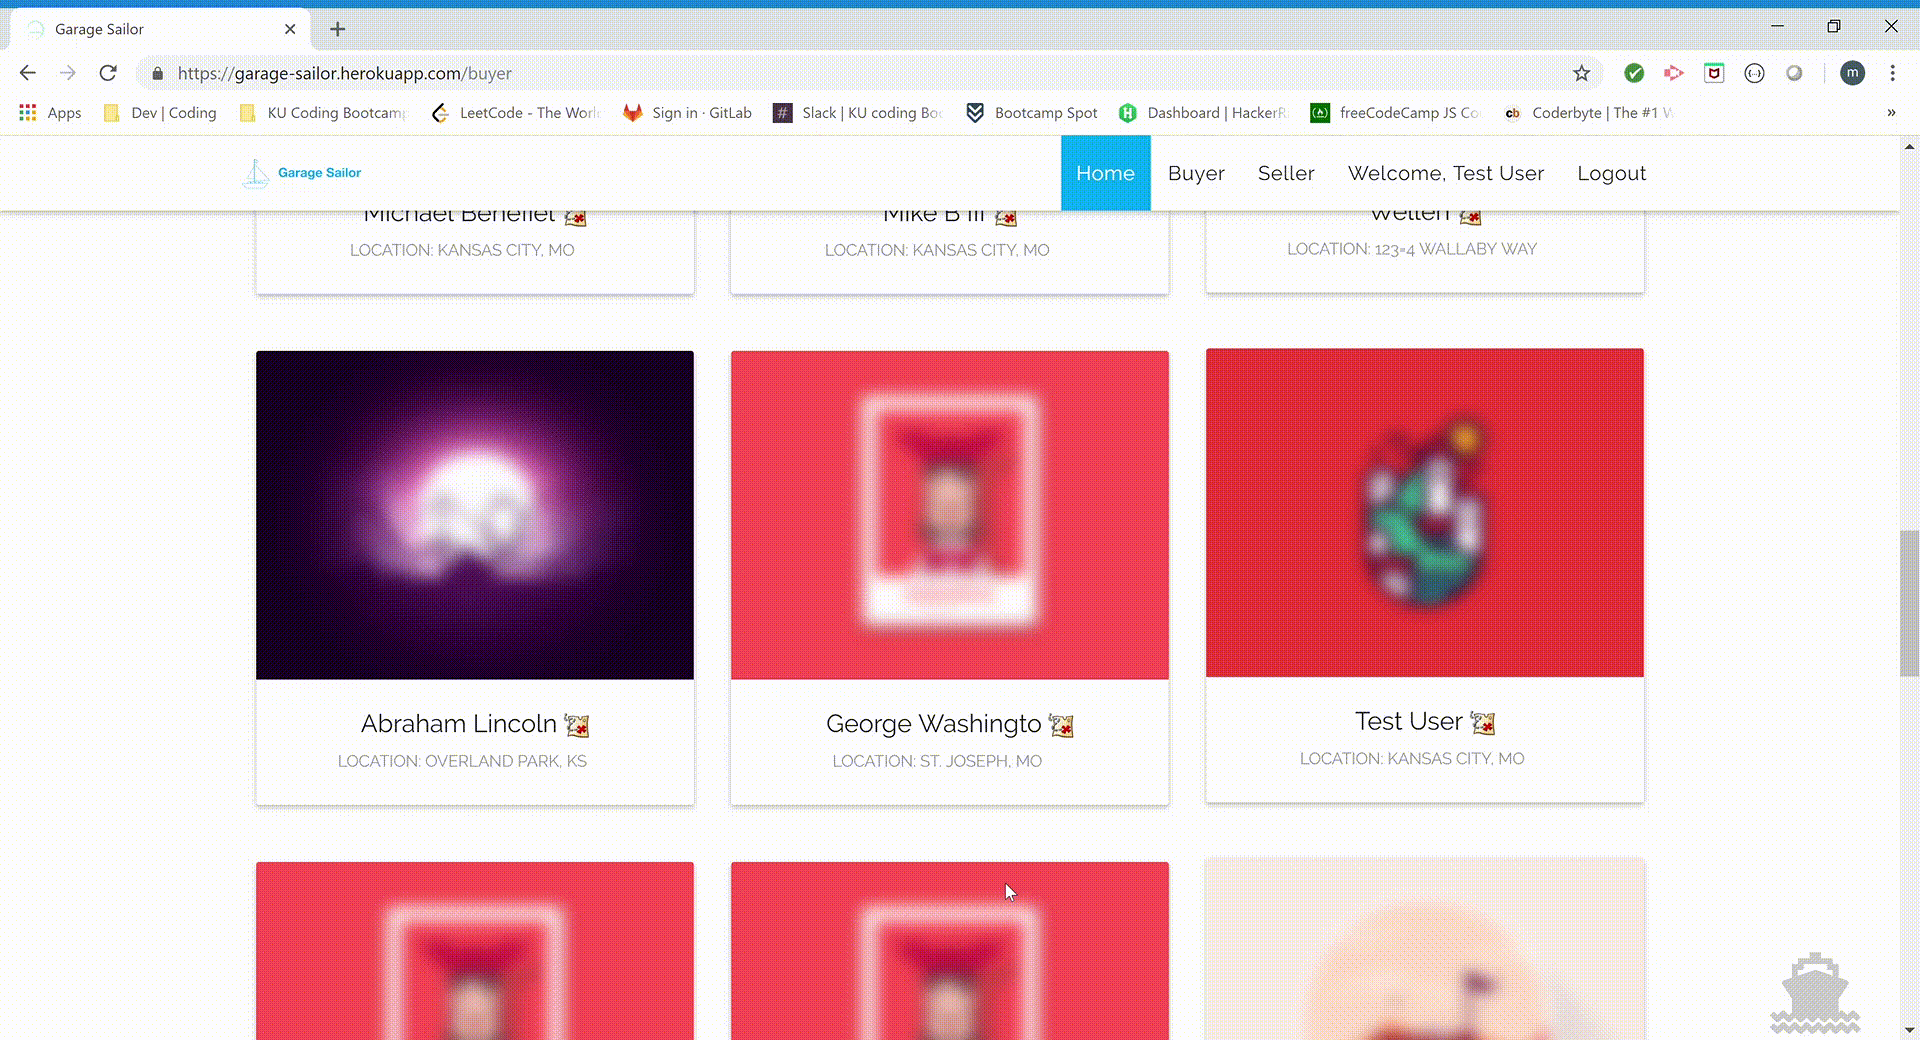 Garage Sailor
https://garage-sailor.herokuapp.com/buyer
m
Apps Dev | Coding KU Coding Bootcamp LeetCode - The Worl Sign in · GitLab Slack | KU coding Boo Bootcamp Spot Dashboard | HackerR freeCodeCamp JS Co Coderbyte | The #1 W »
Garage Sailor Home Buyer Seller Welcome, Test User Logout
Michael Beneffel Mike B III
LOCATION: KANSAS CITY, MO LOCATION: KANSAS CITY, MO LOCATION: 123=4 WALLABY WAY
Abraham Lincoln George Washingto Test User
LOCATION: OVERLAND PARK, KS LOCATION: ST. JOSEPH, MO LOCATION: KANSAS CITY, MO